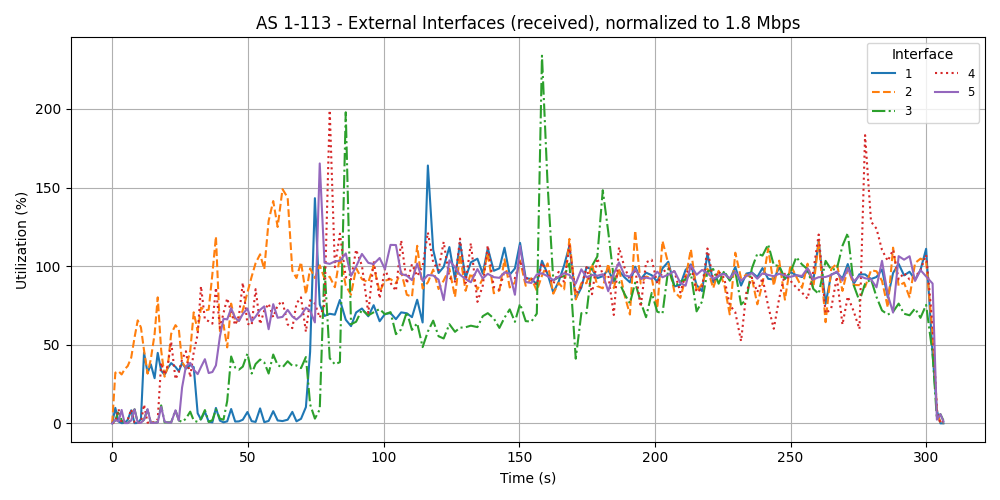 AS 1-113 - External Interfaces (received), normalized to 1.8 Mbps
Interface
1
2
3
4
5
Utilization (%)
200
150
100
50
0
0 50 100 150 200 250 300
Time (s)